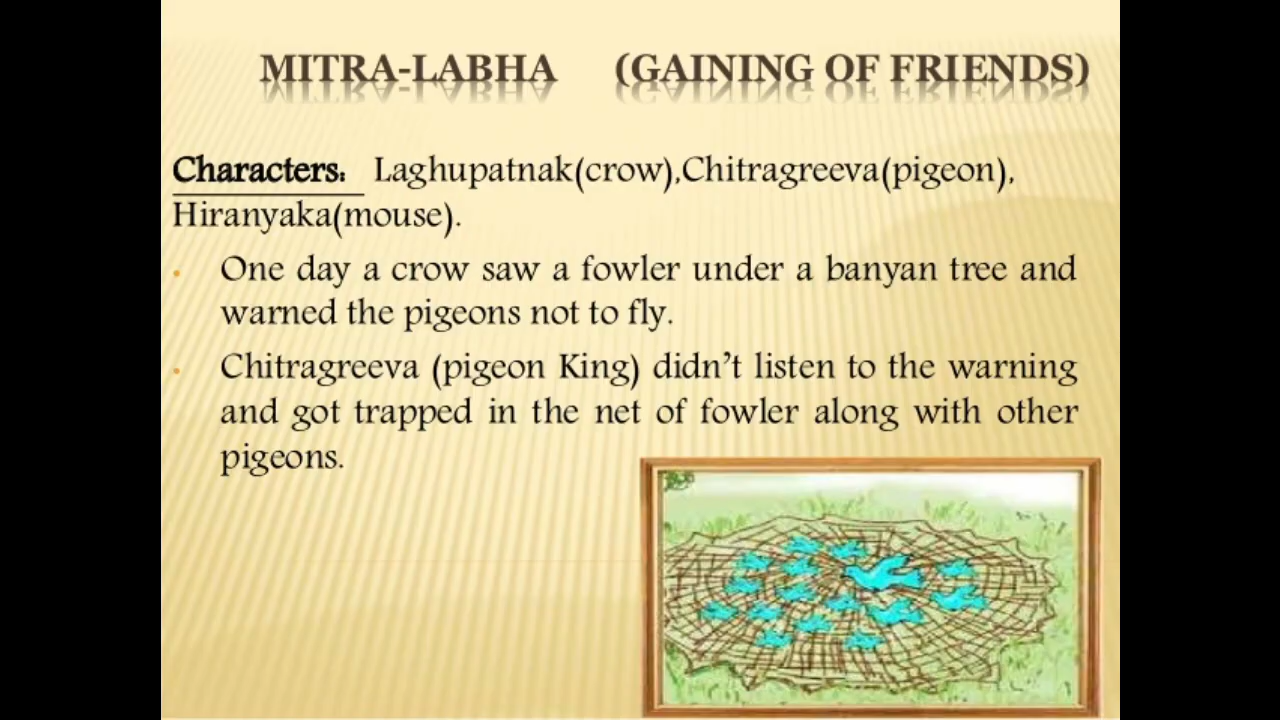 MITRA-LABHA (GAINING OF FRIENDS)
Characters: Laghupatnak(crow),Chitragreeva(pigeon),
Hiranyaka(mouse).
• One day a crow saw a fowler under a banyan tree and
warned the pigeons not to fly.
• Chitragreeva (pigeon King) didn’t listen to the warning
and got trapped in the net of fowler along with other
pigeons.